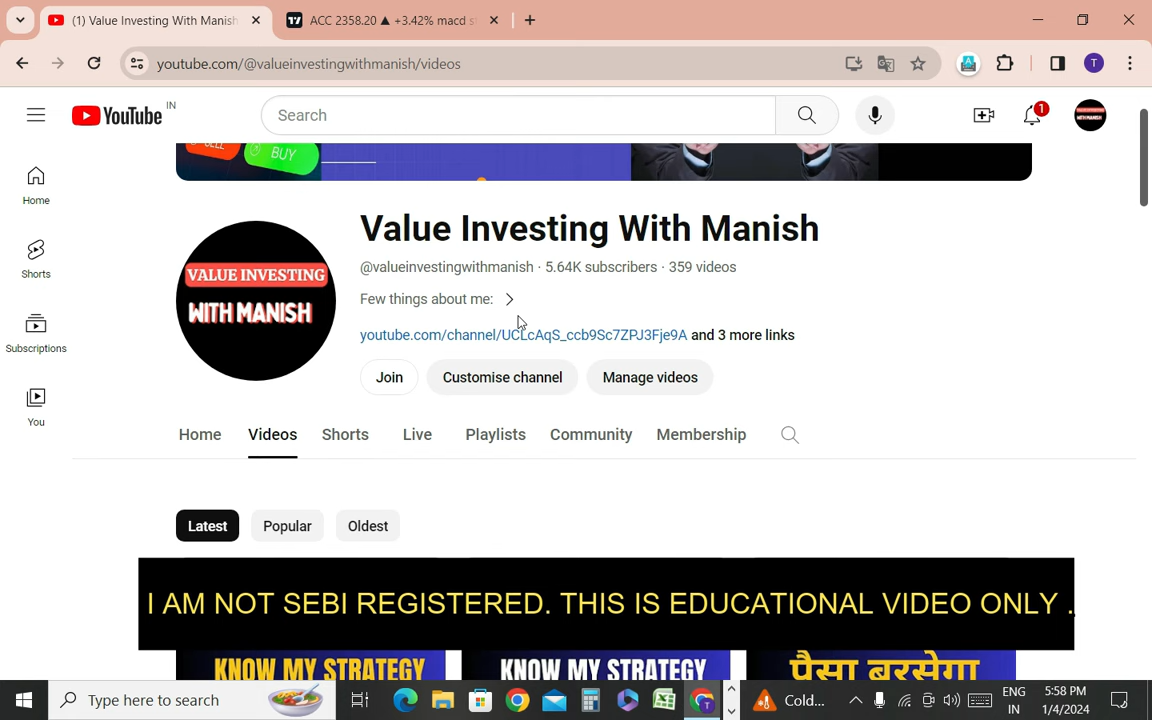 (1) Value Investing With Manish
ACC 2358.20 ▲ +3.42% macd s
youtube.com/@valueinvestingwithmanish/videos
T
YouTube IN
Search
1
WITH MANISH
Home
Shorts
Subscriptions
You
BUY
VALUE INVESTING
WITH MANISH
Value Investing With Manish
@valueinvestingwithmanish · 5.64K subscribers · 359 videos
Few things about me:
youtube.com/channel/UCLcAqS_ccb9Sc7ZPJ3Fje9A and 3 more links
Join
Customise channel
Manage videos
Home
Videos
Shorts
Live
Playlists
Community
Membership
Latest
Popular
Oldest
I AM NOT SEBI REGISTERED. THIS IS EDUCATIONAL VIDEO ONLY .
KNOW MY STRATEGY
KNOW MY STRATEGY
पैसा बरसेगा
Type here to search
Cold...
ENG
IN
5:58 PM
1/4/2024